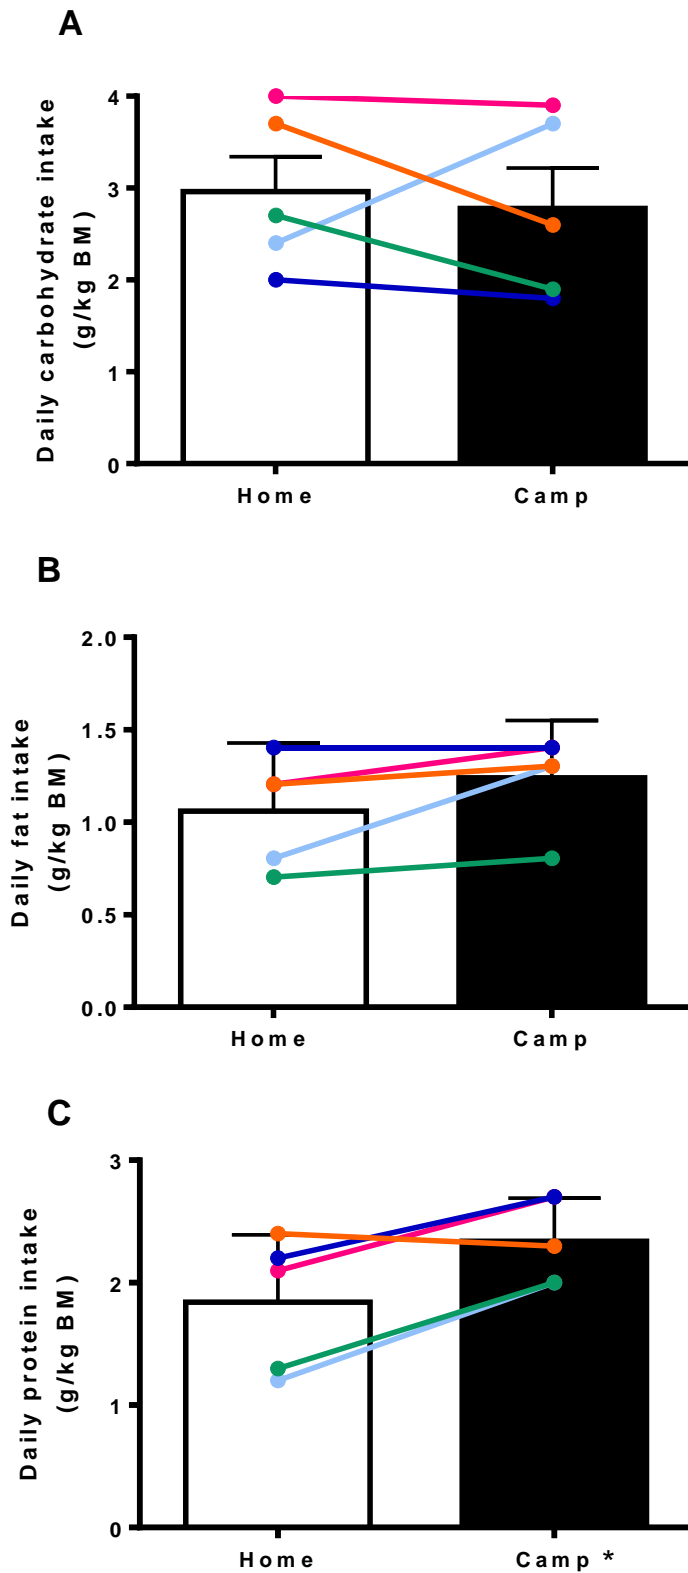 A
Daily carbohydrate intake
(g/kg BM)
4
3
2
1
0
Home
Camp
B
Daily fat intake
(g/kg BM)
2.0
1.5
1.0
0.5
0.0
Home
Camp
C
Daily protein intake
(g/kg BM)
3
2
1
0
Home
Camp *